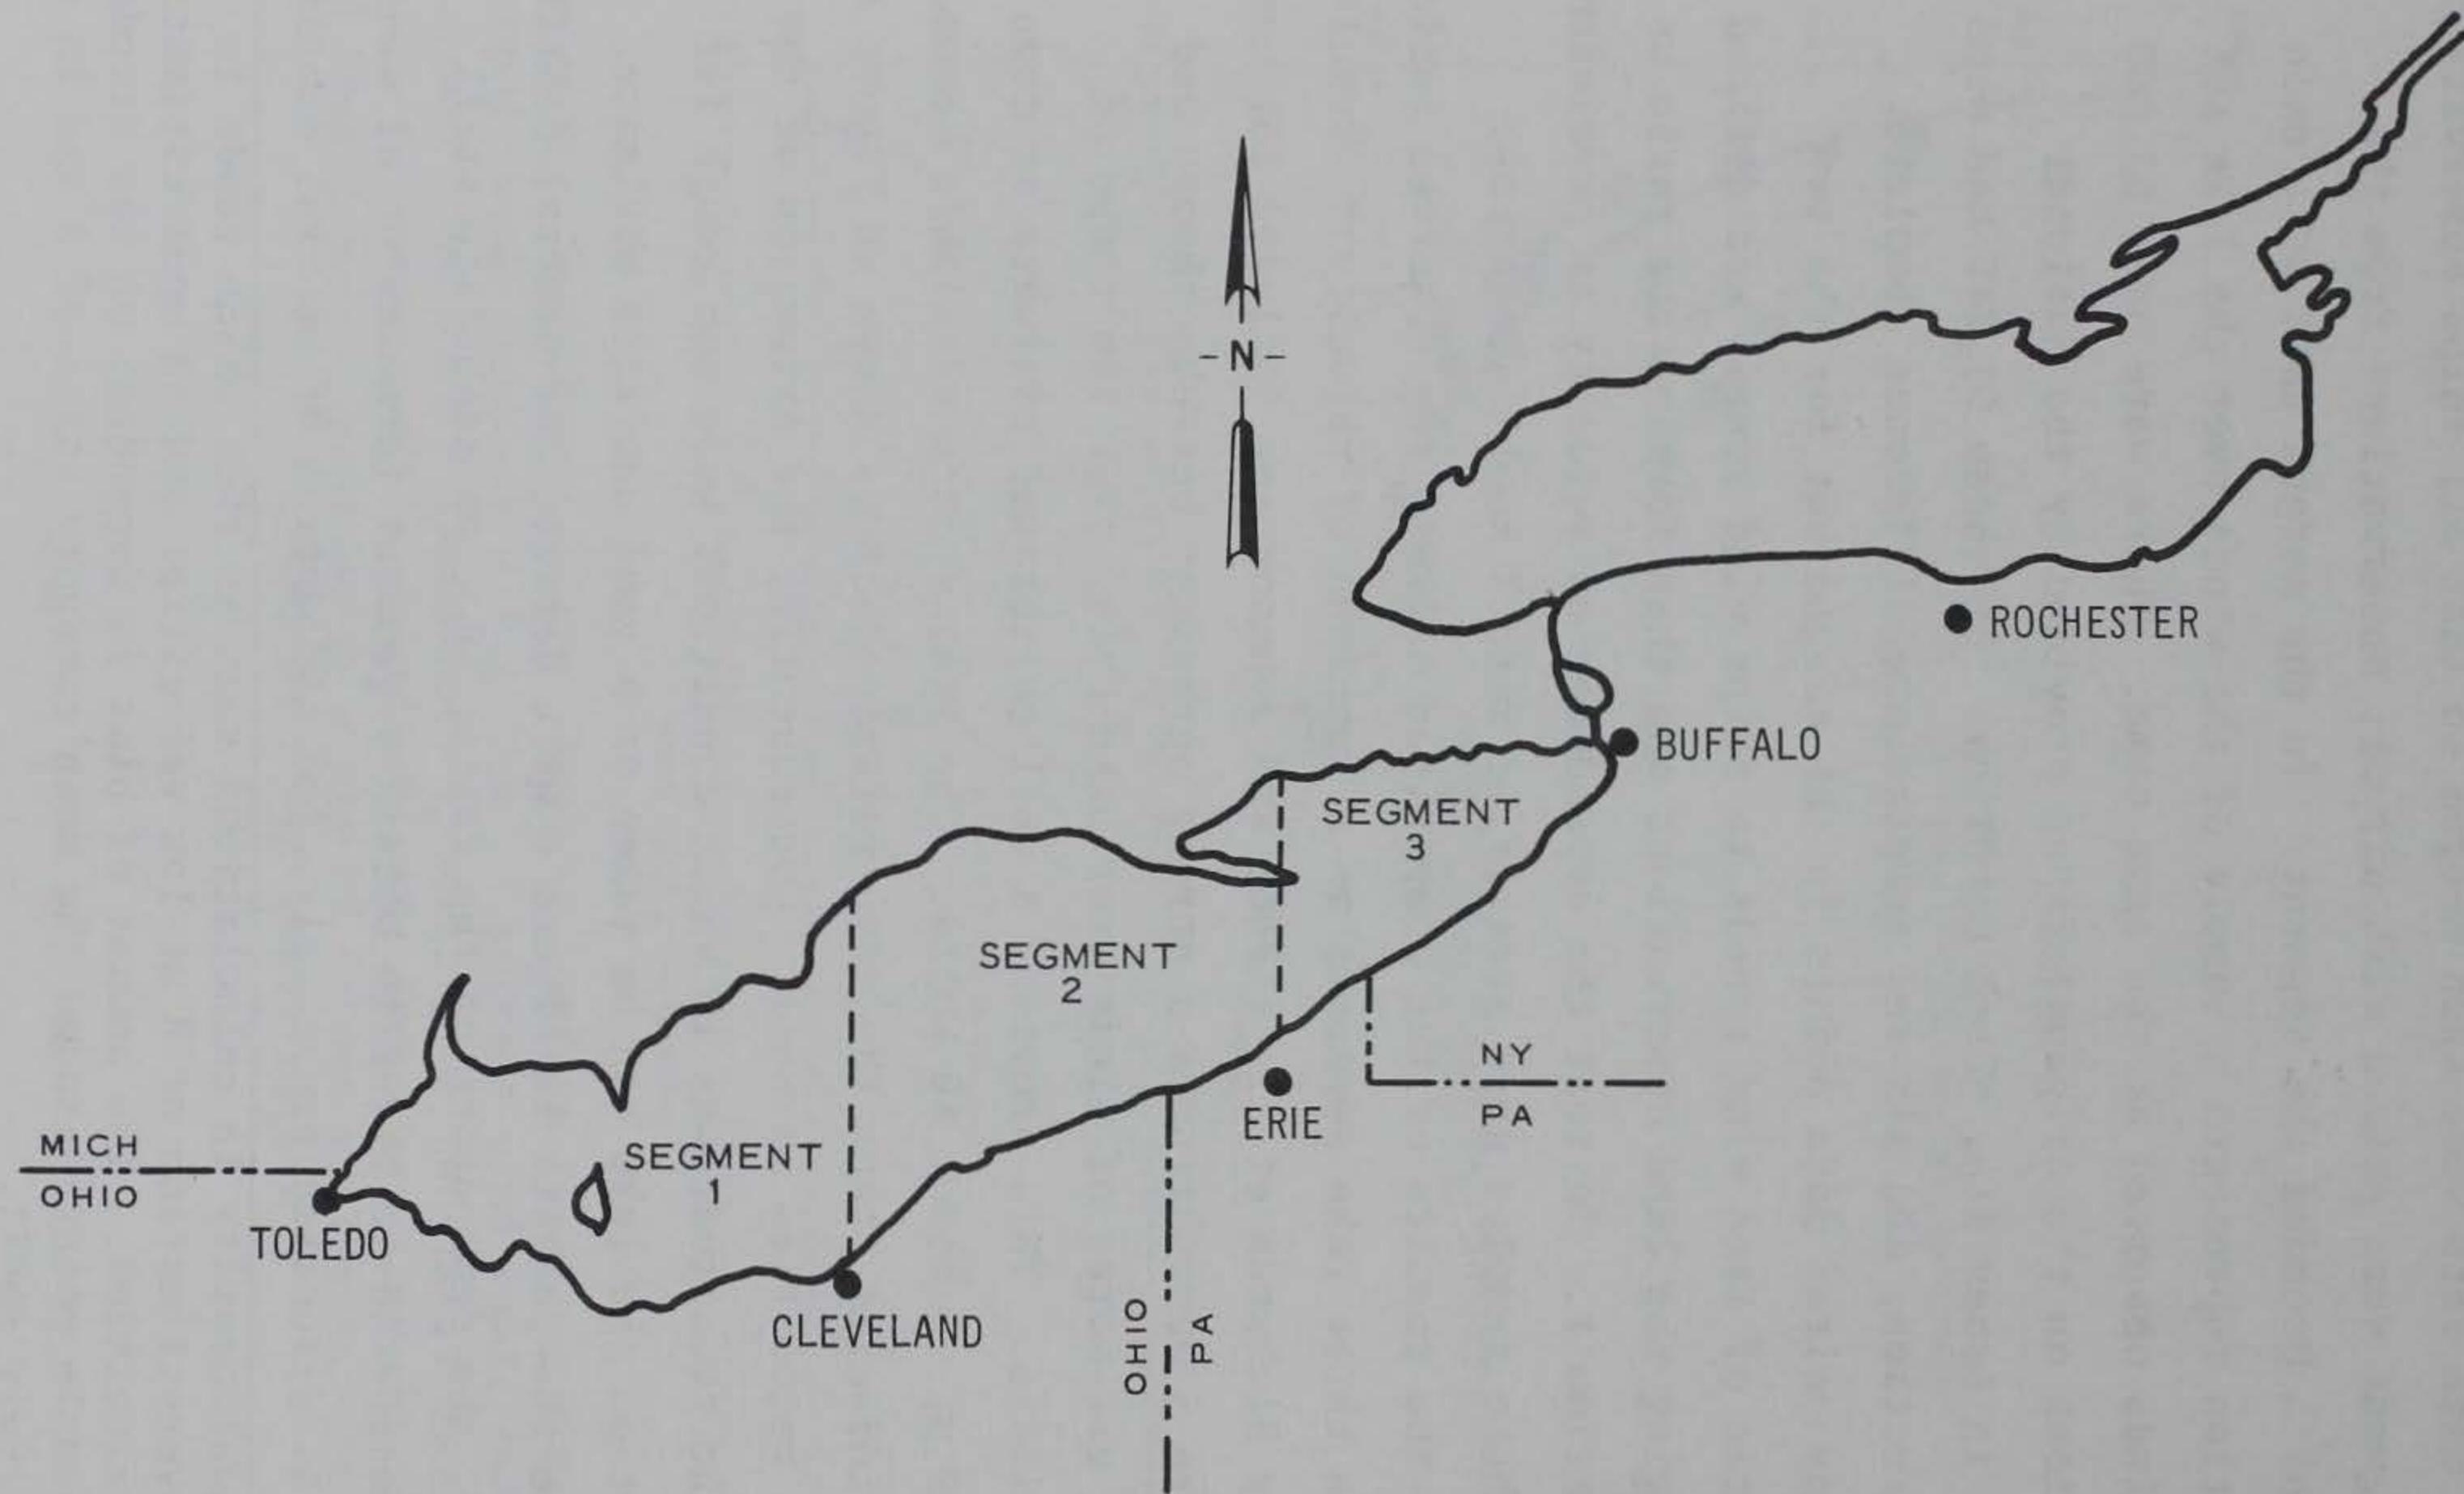 - N -
ROCHESTER
BUFFALO
SEGMENT
3
SEGMENT
2
NY
PA
ERIE
MICH
OHIO
SEGMENT
1
TOLEDO
CLEVELAND
OHIO
PA